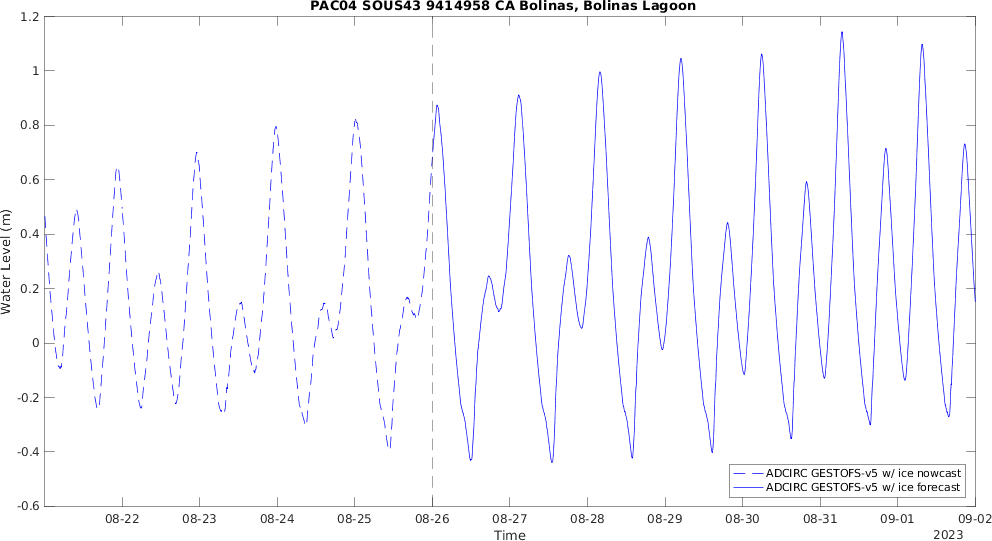 PAC04 SOUS43 9414958 CA Bolinas, Bolinas Lagoon
1.2
1
0.8
0.6
0.4
0.2
0
-0.2
-0.4
-0.6
Water Level (m)
ADCIRC GESTOFS-v5 w/ ice nowcast
ADCIRC GESTOFS-v5 w/ ice forecast
08-22 08-23 08-24 08-25 08-26 08-27 08-28 08-29 08-30 08-31 09-01 09-02
Time
2023